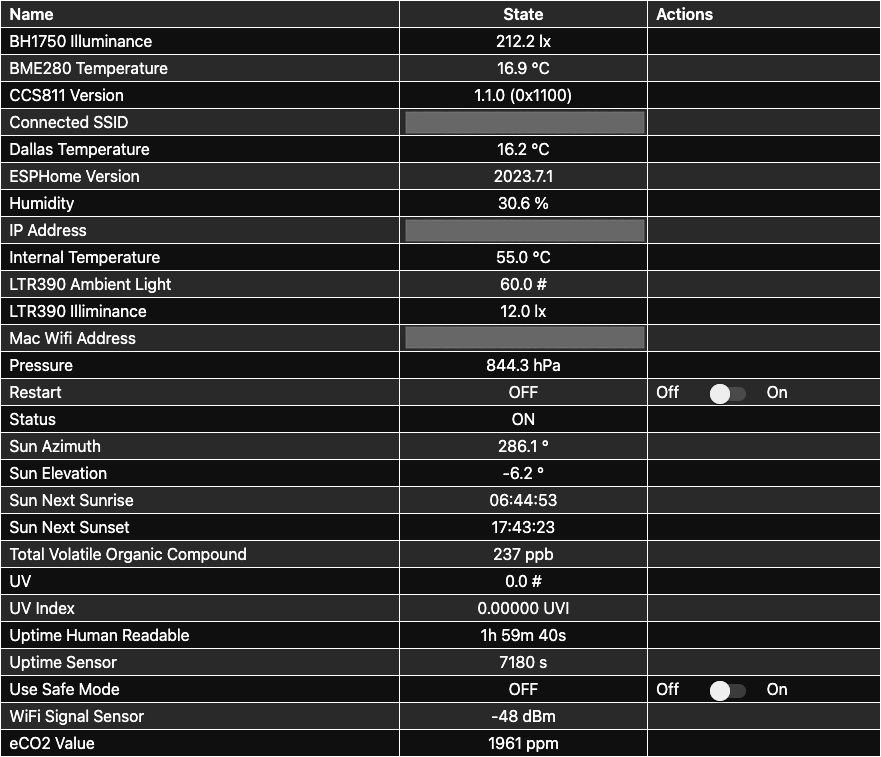 Name State Actions
BH1750 Illuminance 212.2 lx
BME280 Temperature 16.9 °C
CCS811 Version 1.1.0 (0x1100)
Connected SSID
Dallas Temperature 16.2 °C
ESPHome Version 2023.7.1
Humidity 30.6 %
IP Address
Internal Temperature 55.0 °C
LTR390 Ambient Light 60.0 #
LTR390 Illiminance 12.0 lx
Mac Wifi Address
Pressure 844.3 hPa
Restart OFF Off On
Status ON
Sun Azimuth 286.1 °
Sun Elevation -6.2 °
Sun Next Sunrise 06:44:53
Sun Next Sunset 17:43:23
Total Volatile Organic Compound 237 ppb
UV 0.0 #
UV Index 0.00000 UVI
Uptime Human Readable 1h 59m 40s
Uptime Sensor 7180 s
Use Safe Mode OFF Off On
WiFi Signal Sensor -48 dBm
eCO2 Value 1961 ppm